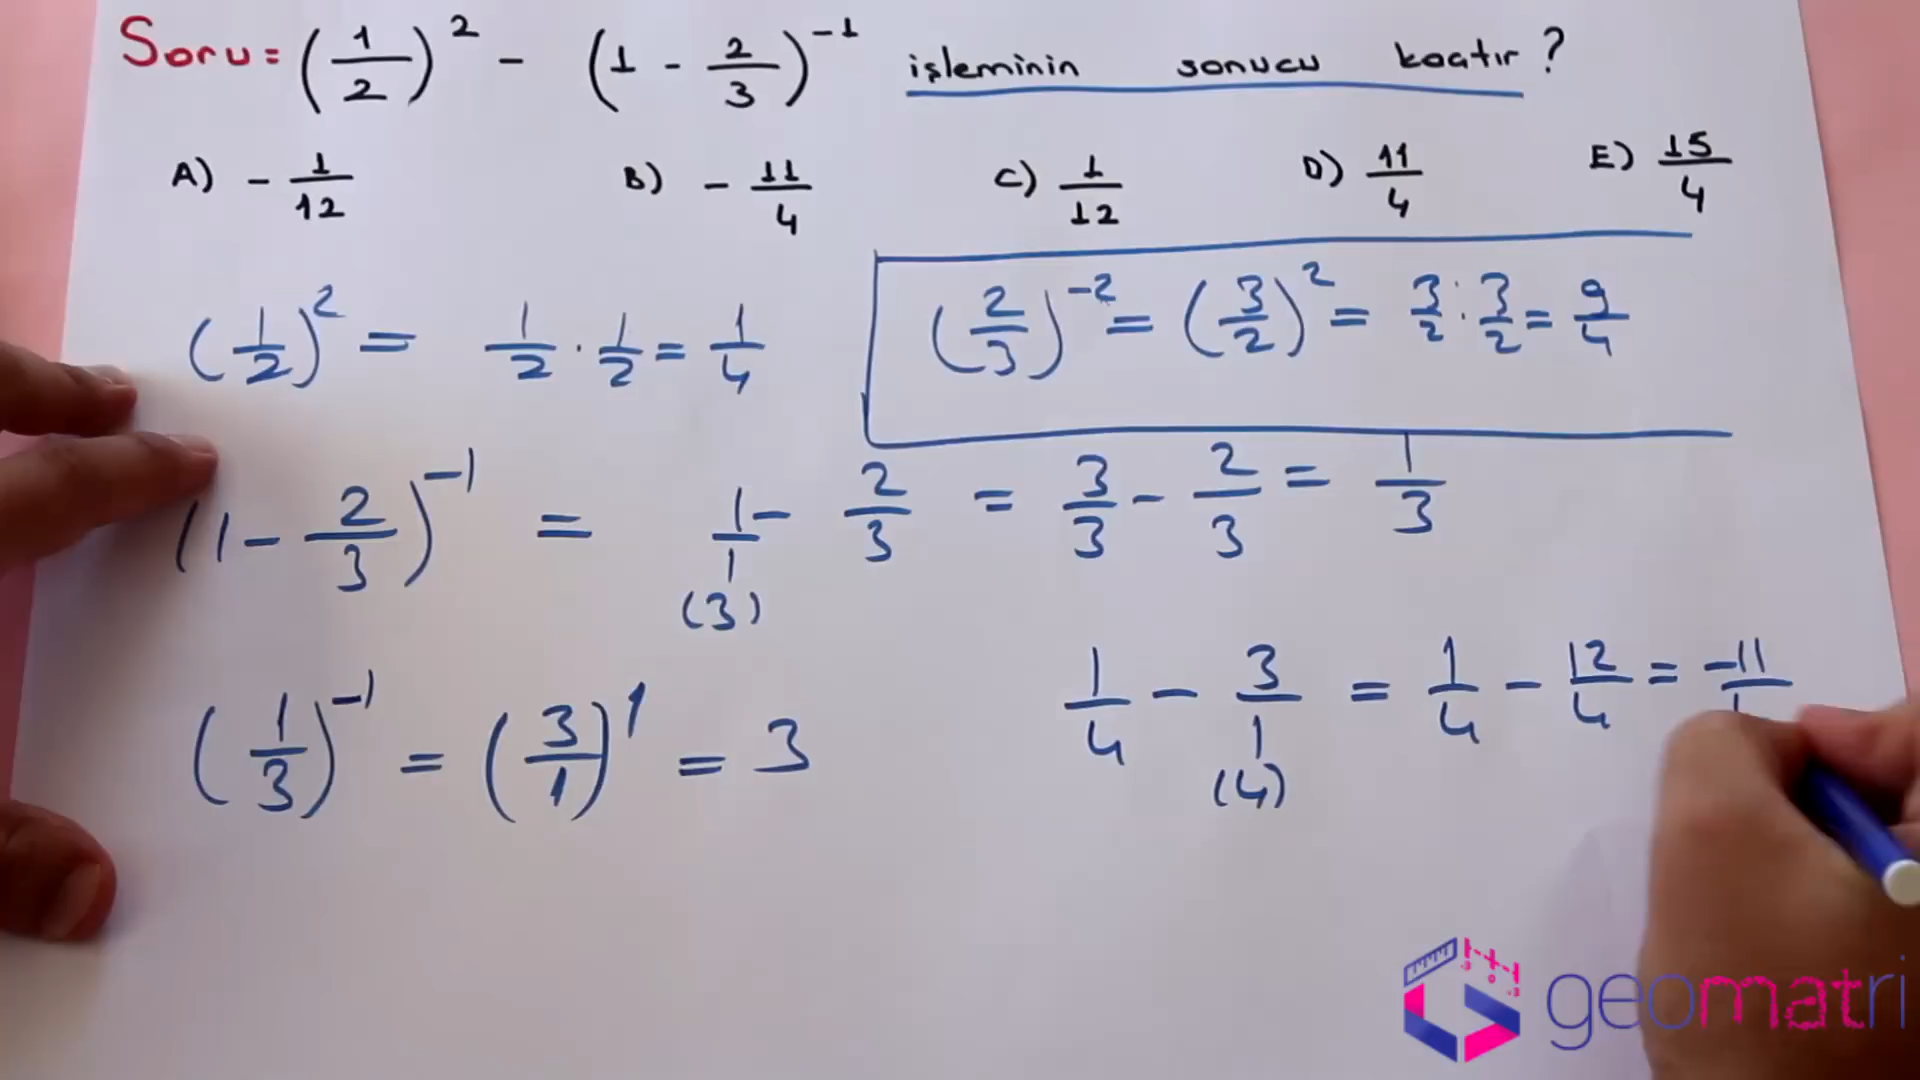 Soru= (1/2)^2 - (1 - 2/3)^-1 işleminin sonucu kaçtır?
A) -1/12 B) -11/4 C) 1/12 D) 11/4 E) 15/4
(1/2)^2 = 1/2 · 1/2 = 1/4
(2/3)^-2 = (3/2)^2 = 3/2 · 3/2 = 9/4
(1 - 2/3)^-1 = 1/1 - 2/3 = 3/3 - 2/3 = 1/3
(3)
(1/3)^-1 = (3/1)^1 = 3
1/4 - 3/1 = 1/4 - 12/4 = -11/
(4)
geomatri